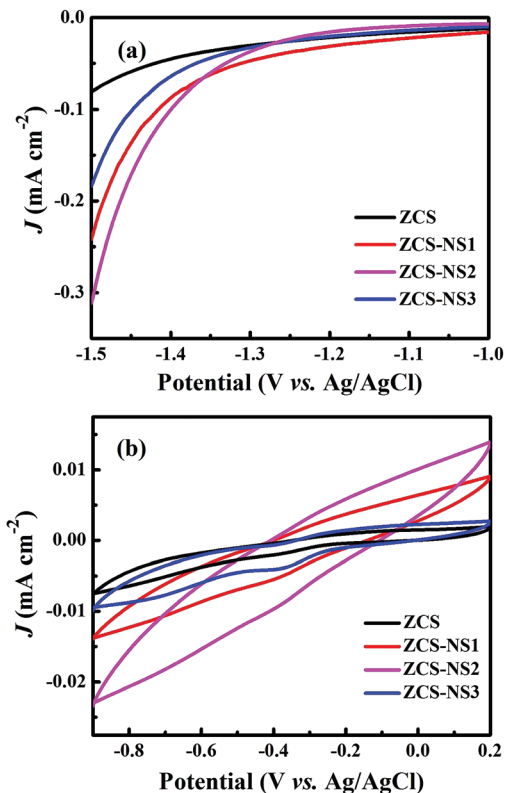 (a)
0.0
-0.1
-0.2
-0.3
J (mA cm⁻²)
ZCS
ZCS-NS1
ZCS-NS2
ZCS-NS3
-1.5 -1.4 -1.3 -1.2 -1.1 -1.0
Potential (V vs. Ag/AgCl)
(b)
0.01
0.00
-0.01
-0.02
J (mA cm⁻²)
ZCS
ZCS-NS1
ZCS-NS2
ZCS-NS3
-0.8 -0.6 -0.4 -0.2 0.0 0.2
Potential (V vs. Ag/AgCl)